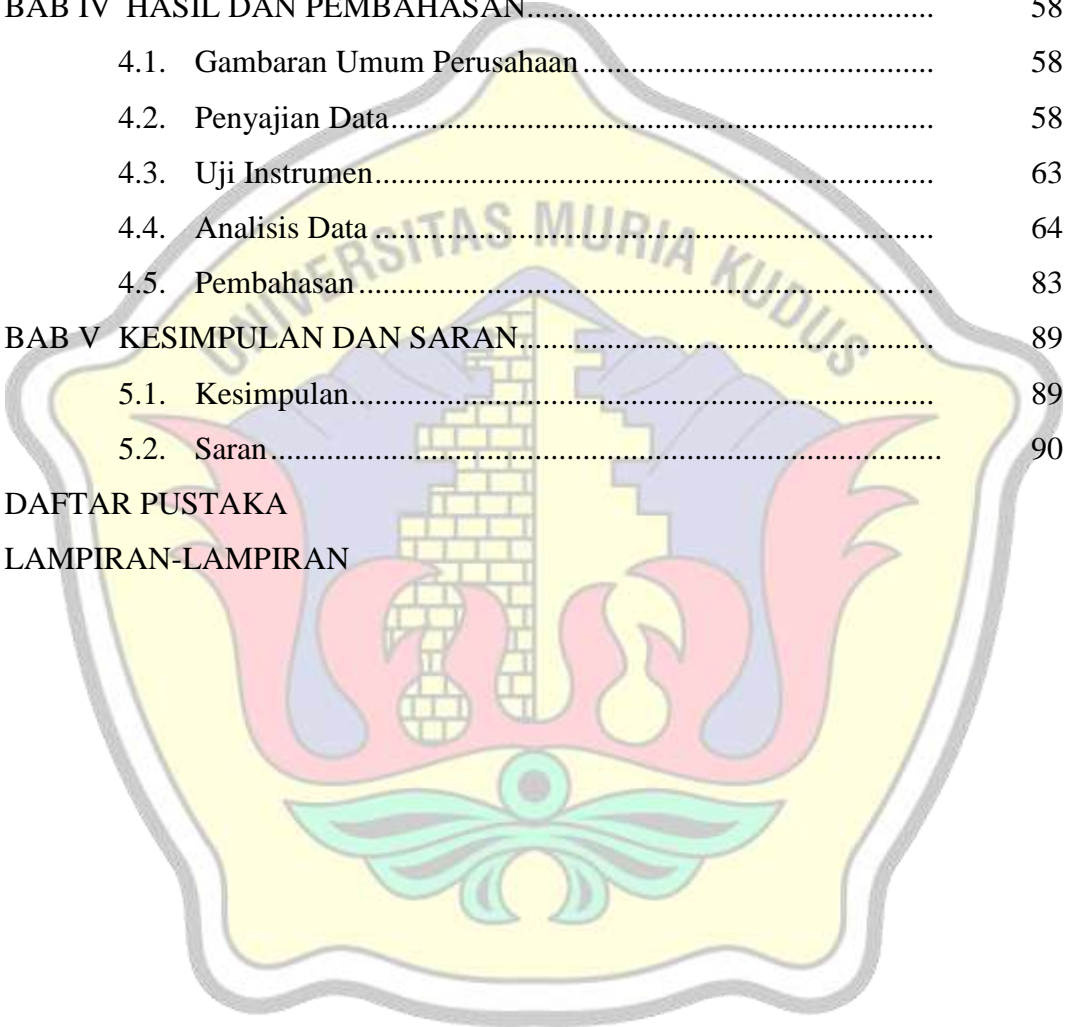 BAB IV HASIL DAN PEMBAHASAN.................................................. 58
4.1. Gambaran Umum Perusahaan........................................... 58
4.2. Penyajian Data................................................................... 58
4.3. Uji Instrumen..................................................................... 63
4.4. Analisis Data...................................................................... 64
4.5. Pembahasan....................................................................... 83
BAB V KESIMPULAN DAN SARAN................................................... 89
5.1. Kesimpulan........................................................................ 89
5.2. Saran................................................................................... 90
DAFTAR PUSTAKA
LAMPIRAN-LAMPIRAN
UNIVERSITAS MURIA KUDUS